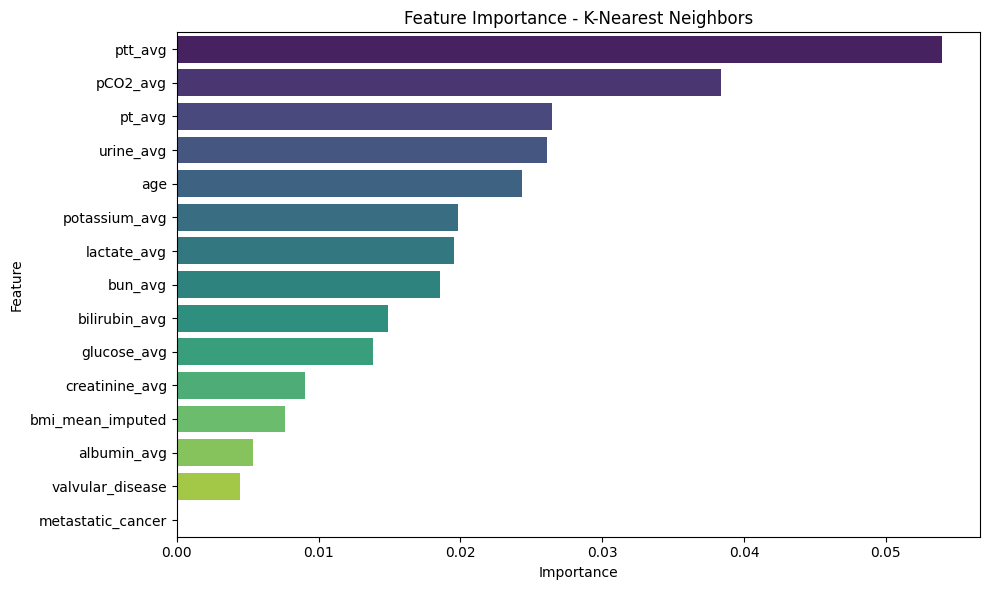 Feature Importance - K-Nearest Neighbors
Feature
ptt_avg
pCO2_avg
pt_avg
urine_avg
age
potassium_avg
lactate_avg
bun_avg
bilirubin_avg
glucose_avg
creatinine_avg
bmi_mean_imputed
albumin_avg
valvular_disease
metastatic_cancer
0.00 0.01 0.02 0.03 0.04 0.05
Importance